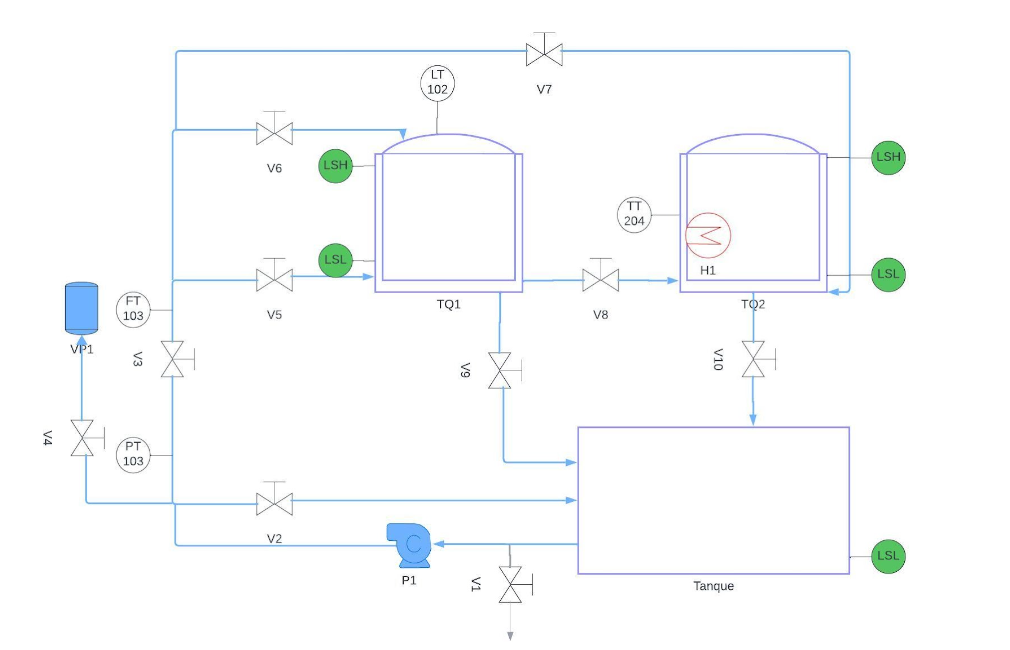 V7
LT
102
V6
LSH
LSH
TT
204
LSL
H1
LSL
V5
TQ1
V8
TQ2
FT
103
VP1
V3
V9
V10
V4
PT
103
V2
P1
V1
LSL
Tanque